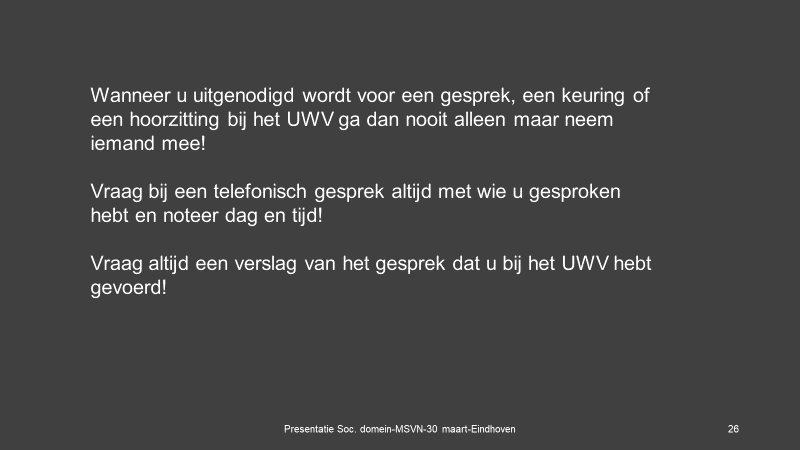 Wanneer u uitgenodigd wordt voor een gesprek, een keuring of
een hoorzitting bij het UWV ga dan nooit alleen maar neem
iemand mee!
Vraag bij een telefonisch gesprek altijd met wie u gesproken
hebt en noteer dag en tijd!
Vraag altijd een verslag van het gesprek dat u bij het UWV hebt
gevoerd!
Presentatie Soc. domein-MSVN-30 maart-Eindhoven
26